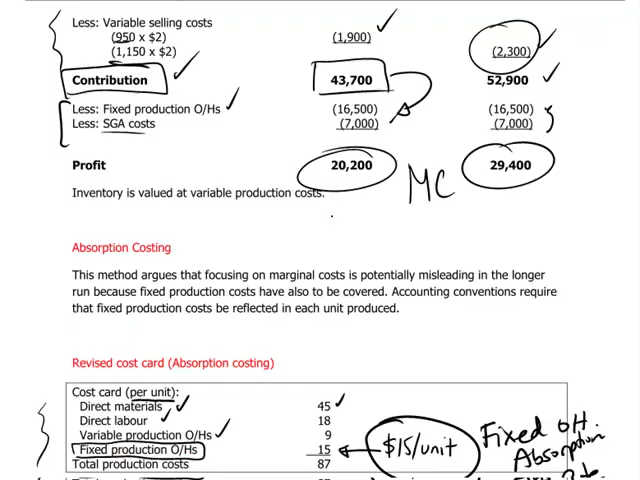 Less: Variable selling costs
(950 x $2) (1,900)
(1,150 x $2) (2,300)
Contribution 43,700 52,900
Less: Fixed production O/Hs (16,500) (16,500)
Less: SGA costs (7,000) (7,000)
Profit 20,200 29,400
MC
Inventory is valued at variable production costs.
Absorption Costing
This method argues that focusing on marginal costs is potentially misleading in the longer
run because fixed production costs have also to be covered. Accounting conventions require
that fixed production costs be reflected in each unit produced.
Revised cost card (Absorption costing)
Cost card (per unit):
Direct materials 45
Direct labour 18
Variable production O/Hs 9
Fixed production O/Hs 15
Total production costs 87
$15/unit
Fixed OH
Absorption